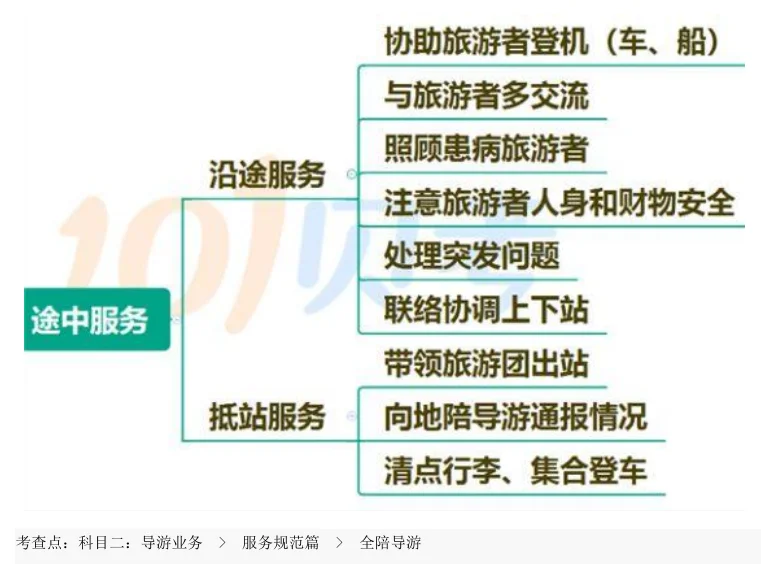 协助旅游者登机（车、船）
与旅游者多交流
照顾患病旅游者
沿途服务
注意旅游者人身和财物安全
处理突发问题
联络协调上下站
途中服务
带领旅游团出站
抵站服务
向地陪导游通报情况
清点行李、集合登车
101贝考
考查点：科目二：导游业务 > 服务规范篇 > 全陪导游